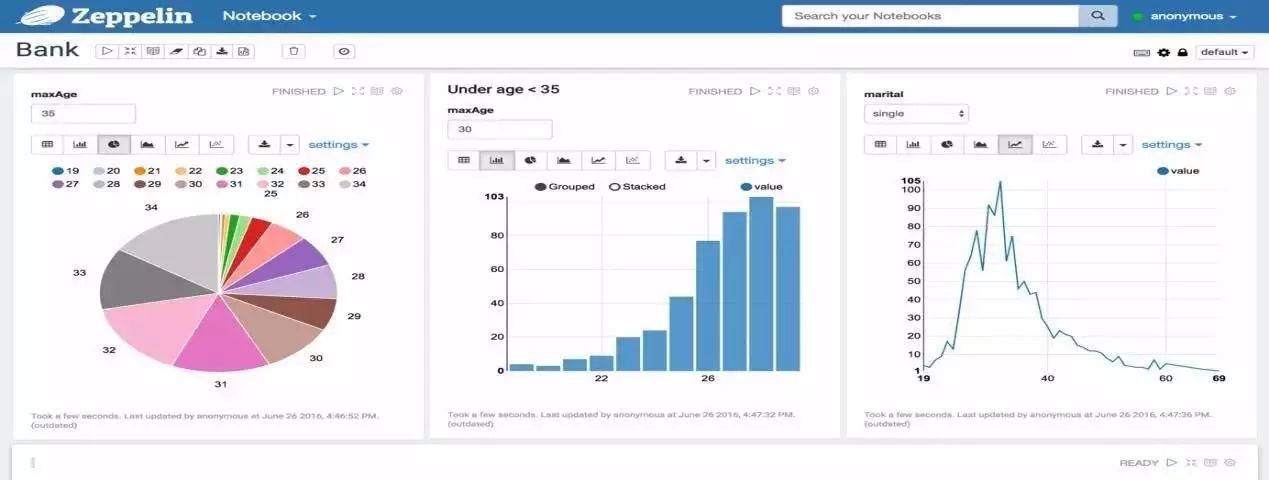 Zeppelin Notebook Search your Notebooks anonymous
Bank default
maxAge FINISHED
35
settings
19 20 21 22 23 24 25 26
27 28 29 30 31 32 33 34
25
34 26
27
33 28
29
32 30
31
Took a few seconds. Last updated by anonymous at June 26 2016, 4:46:52 PM.
(outdated)
Under age < 35 FINISHED
maxAge
30
settings
Grouped Stacked value
103
80
60
40
20
0
22 26
Took a few seconds. Last updated by anonymous at June 26 2016, 4:47:32 PM.
(outdated)
marital FINISHED
single
settings
value
105
100
90
80
70
60
50
40
30
20
10
1
19 40 60 69
Took a few seconds. Last updated by anonymous at June 26 2016, 4:47:36 PM.
(outdated)
READY